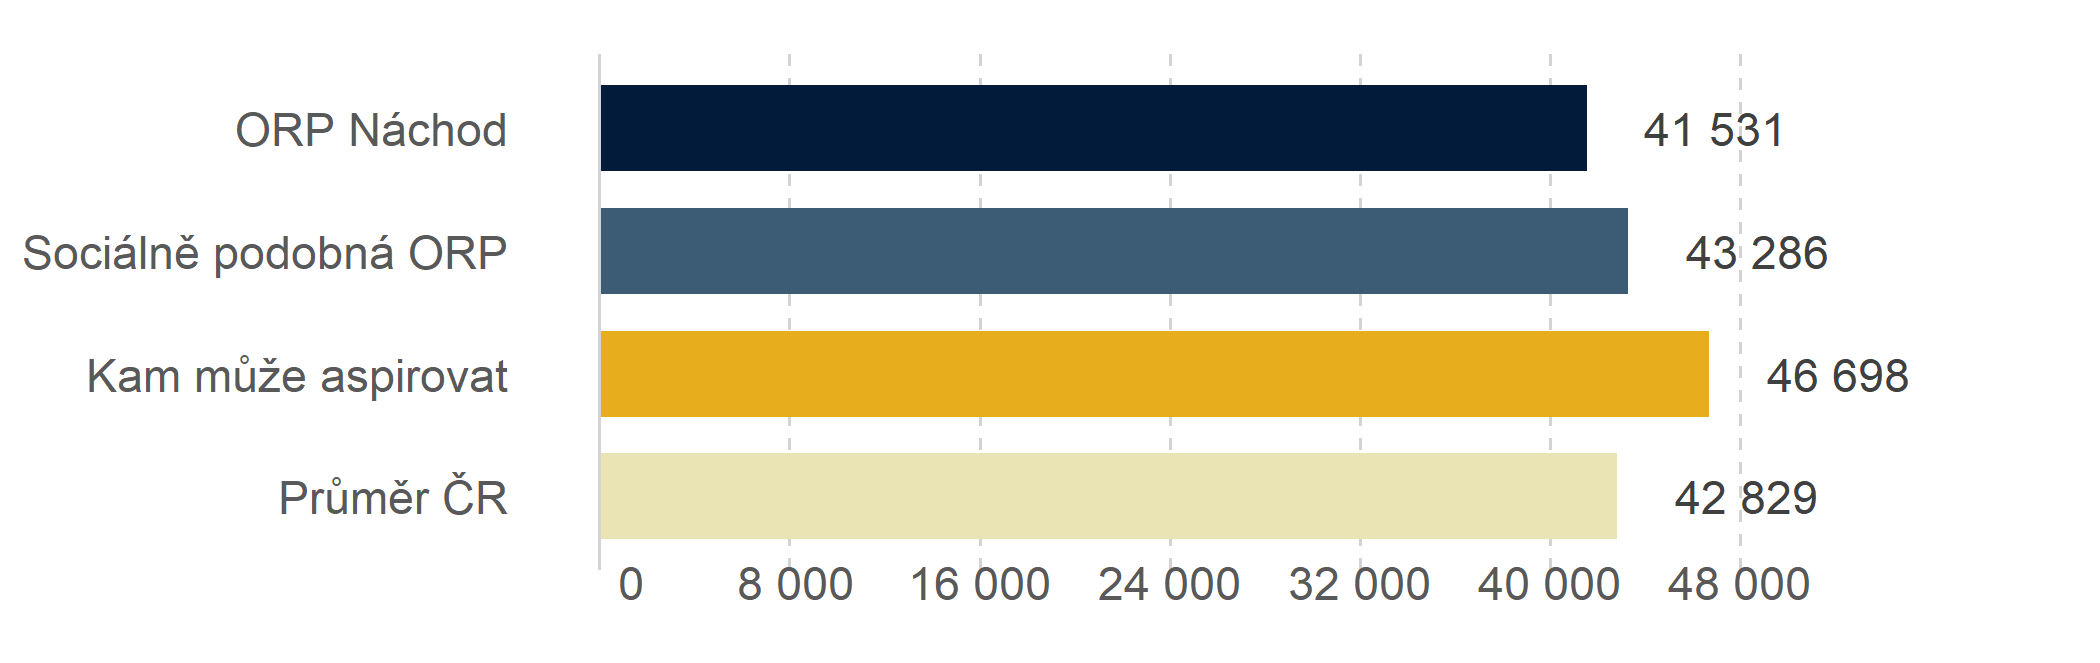 ORP Náchod 41 531
Sociálně podobná ORP 43 286
Kam může aspirovat 46 698
Průměr ČR 42 829
0 8 000 16 000 24 000 32 000 40 000 48 000